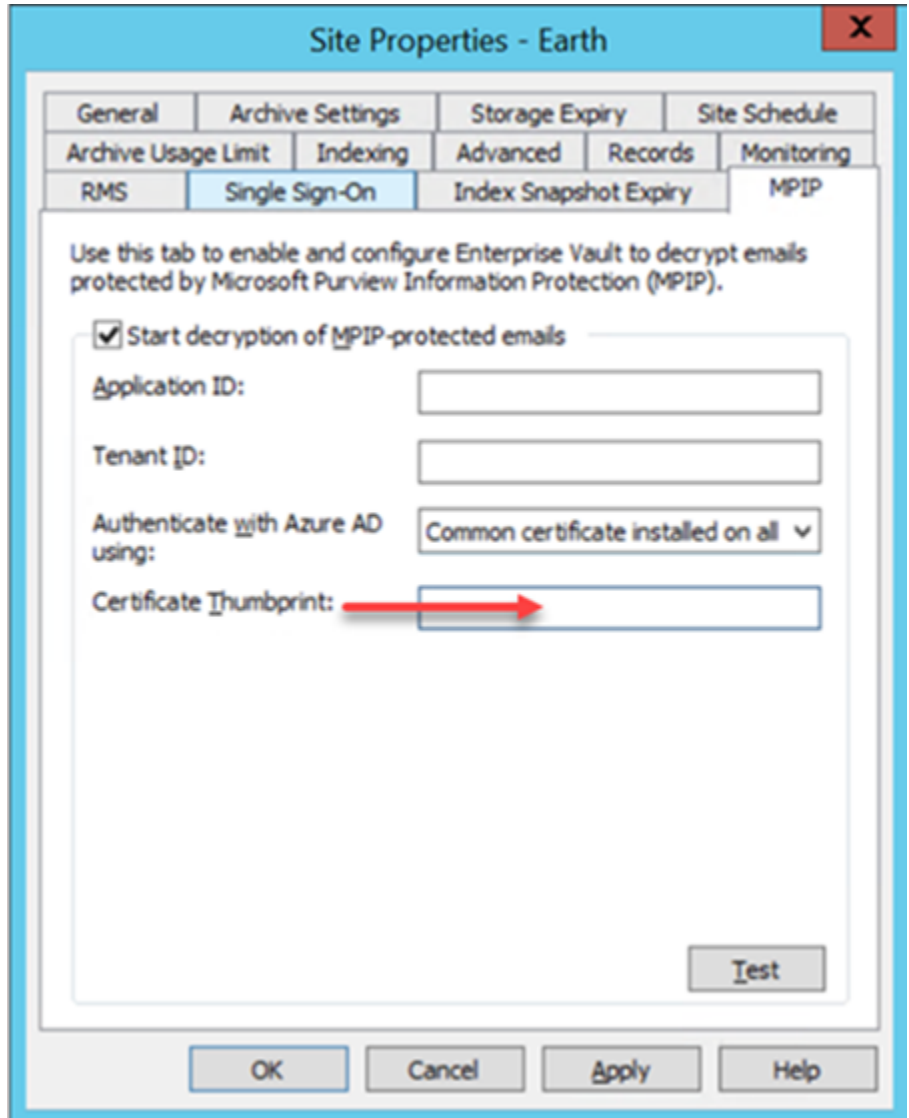 Site Properties - Earth
X
General Archive Settings Storage Expiry Site Schedule
Archive Usage Limit Indexing Advanced Records Monitoring
RMS Single Sign-On Index Snapshot Expiry MPIP
Use this tab to enable and configure Enterprise Vault to decrypt emails
protected by Microsoft Purview Information Protection (MPIP).
Start decryption of MPIP-protected emails
Application ID:
Tenant ID:
Authenticate with Azure AD
using:
Common certificate installed on all
Certificate Thumbprint:
Test
OK Cancel Apply Help